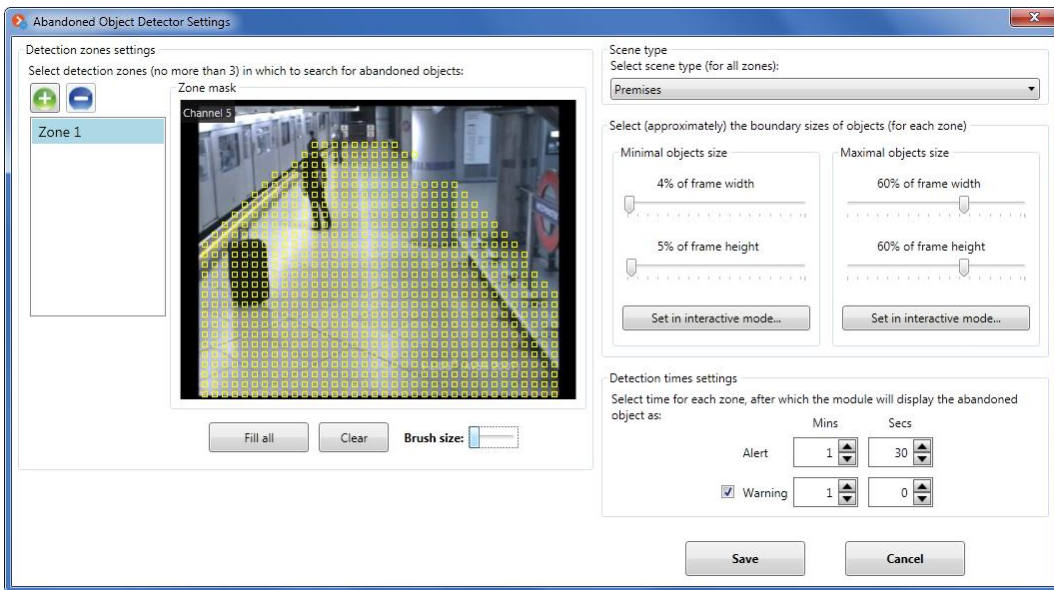 Abandoned Object Detector Settings
Detection zones settings
Select detection zones (no more than 3) in which to search for abandoned objects:
Zone 1
Zone mask
Channel 5
Fill all
Clear
Brush size:
Scene type
Select scene type (for all zones):
Premises
Select (approximately) the boundary sizes of objects (for each zone)
Minimal objects size
4% of frame width
5% of frame height
Set in interactive mode...
Maximal objects size
60% of frame width
60% of frame height
Set in interactive mode...
Detection times settings
Select time for each zone, after which the module will display the abandoned
object as:
Mins Secs
Alert 1 30
Warning 1 0
Save
Cancel